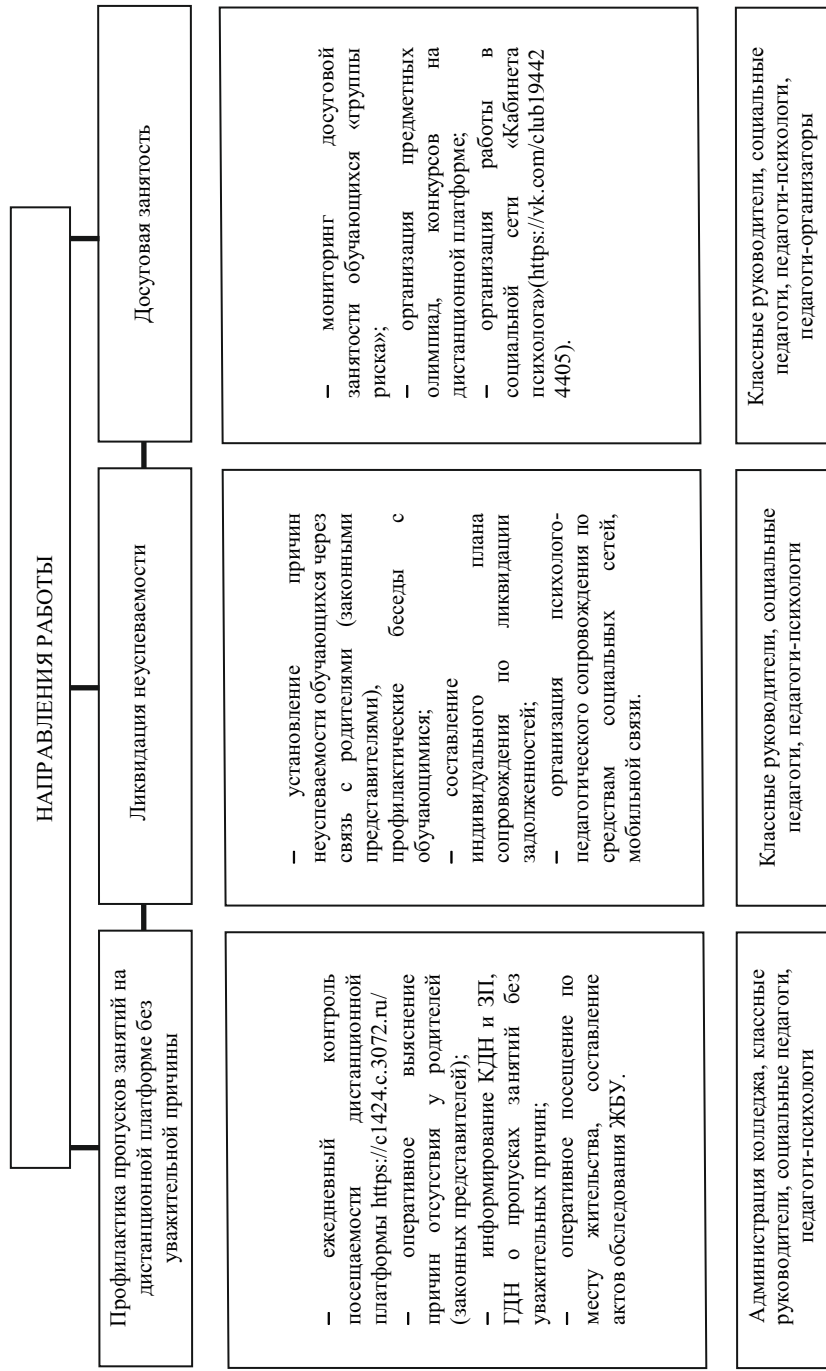 НАПРАВЛЕНИЯ РАБОТЫ
Профилактика пропусков занятий на
дистанционной платформе без
уважительной причины
Ликвидация неуспеваемости
Досуговая занятость
– ежедневный контроль
посещаемости дистанционной
платформы https://c1424.c.3072.ru/
– оперативное выяснение
причин отсутствия у родителей
(законных представителей);
– информирование КДН и ЗП,
ГДН о пропусках занятий без
уважительных причин;
– оперативное посещение по
месту жительства, составление
актов обследования ЖБУ.
– установление причин
неуспеваемости обучающихся через
связь с родителями (законными
представителями),
профилактические беседы с
обучающимися;
– составление
индивидуального плана
сопровождения по ликвидации
задолженностей;
– организация психолого-
педагогического сопровождения по
средствам социальных сетей,
мобильной связи.
– мониторинг досуговой
занятости обучающихся «группы
риска»;
– организация предметных
олимпиад, конкурсов на
дистанционной платформе;
– организация работы в
социальной сети «Кабинета
психолога»(https://vk.com/club19442
4405).
Администрация колледжа, классные
руководители, социальные педагоги,
педагоги-психологи
Классные руководители, социальные
педагоги, педагоги-психологи
Классные руководители, социальные
педагоги, педагоги-психологи,
педагоги-организаторы